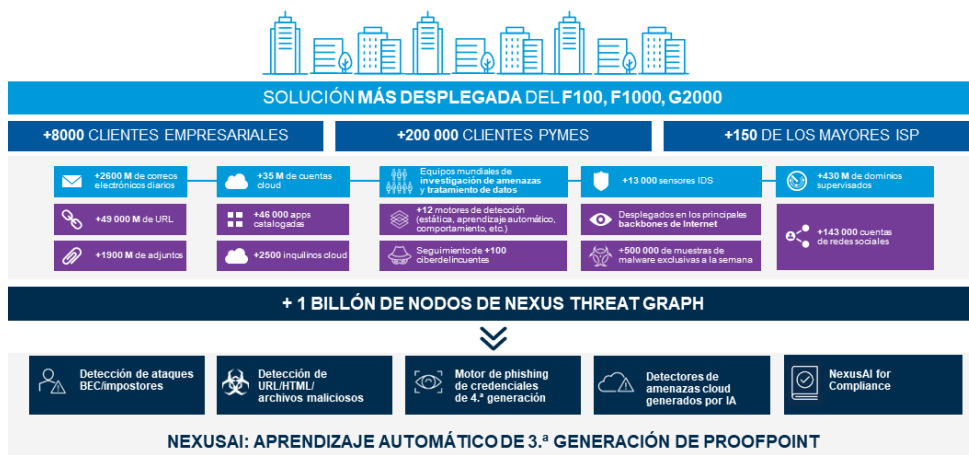 SOLUCIÓN MÁS DESPLEGADA DEL F100, F1000, G2000
+8000 CLIENTES EMPRESARIALES
+200 000 CLIENTES PYMES
+150 DE LOS MAYORES ISP
+2600 M de correos
electrónicos diarios
+35 M de cuentas
cloud
Equipos mundiales de
investigación de amenazas
y tratamiento de datos
+13 000 sensores IDS
+430 M de dominios
supervisados
+49 000 M de URL
+46 000 apps
catalogadas
+12 motores de detección
(estática, aprendizaje automático,
comportamiento, etc.)
Desplegados en los principales
backbones de Internet
+143 000 cuentas
de redes sociales
+1900 M de adjuntos
+2500 inquilinos cloud
Seguimiento de +100
ciberdelincuentes
+500 000 de muestras de
malware exclusivas a la semana
+ 1 BILLÓN DE NODOS DE NEXUS THREAT GRAPH
Detección de ataques
BEC/impostores
Detección de
URL/HTML/
archivos maliciosos
Motor de phishing
de credenciales
de 4.ª generación
Detectores de
amenazas cloud
generados por IA
NexusAI for
Compliance
NEXUSAI: APRENDIZAJE AUTOMÁTICO DE 3.ª GENERACIÓN DE PROOFPOINT